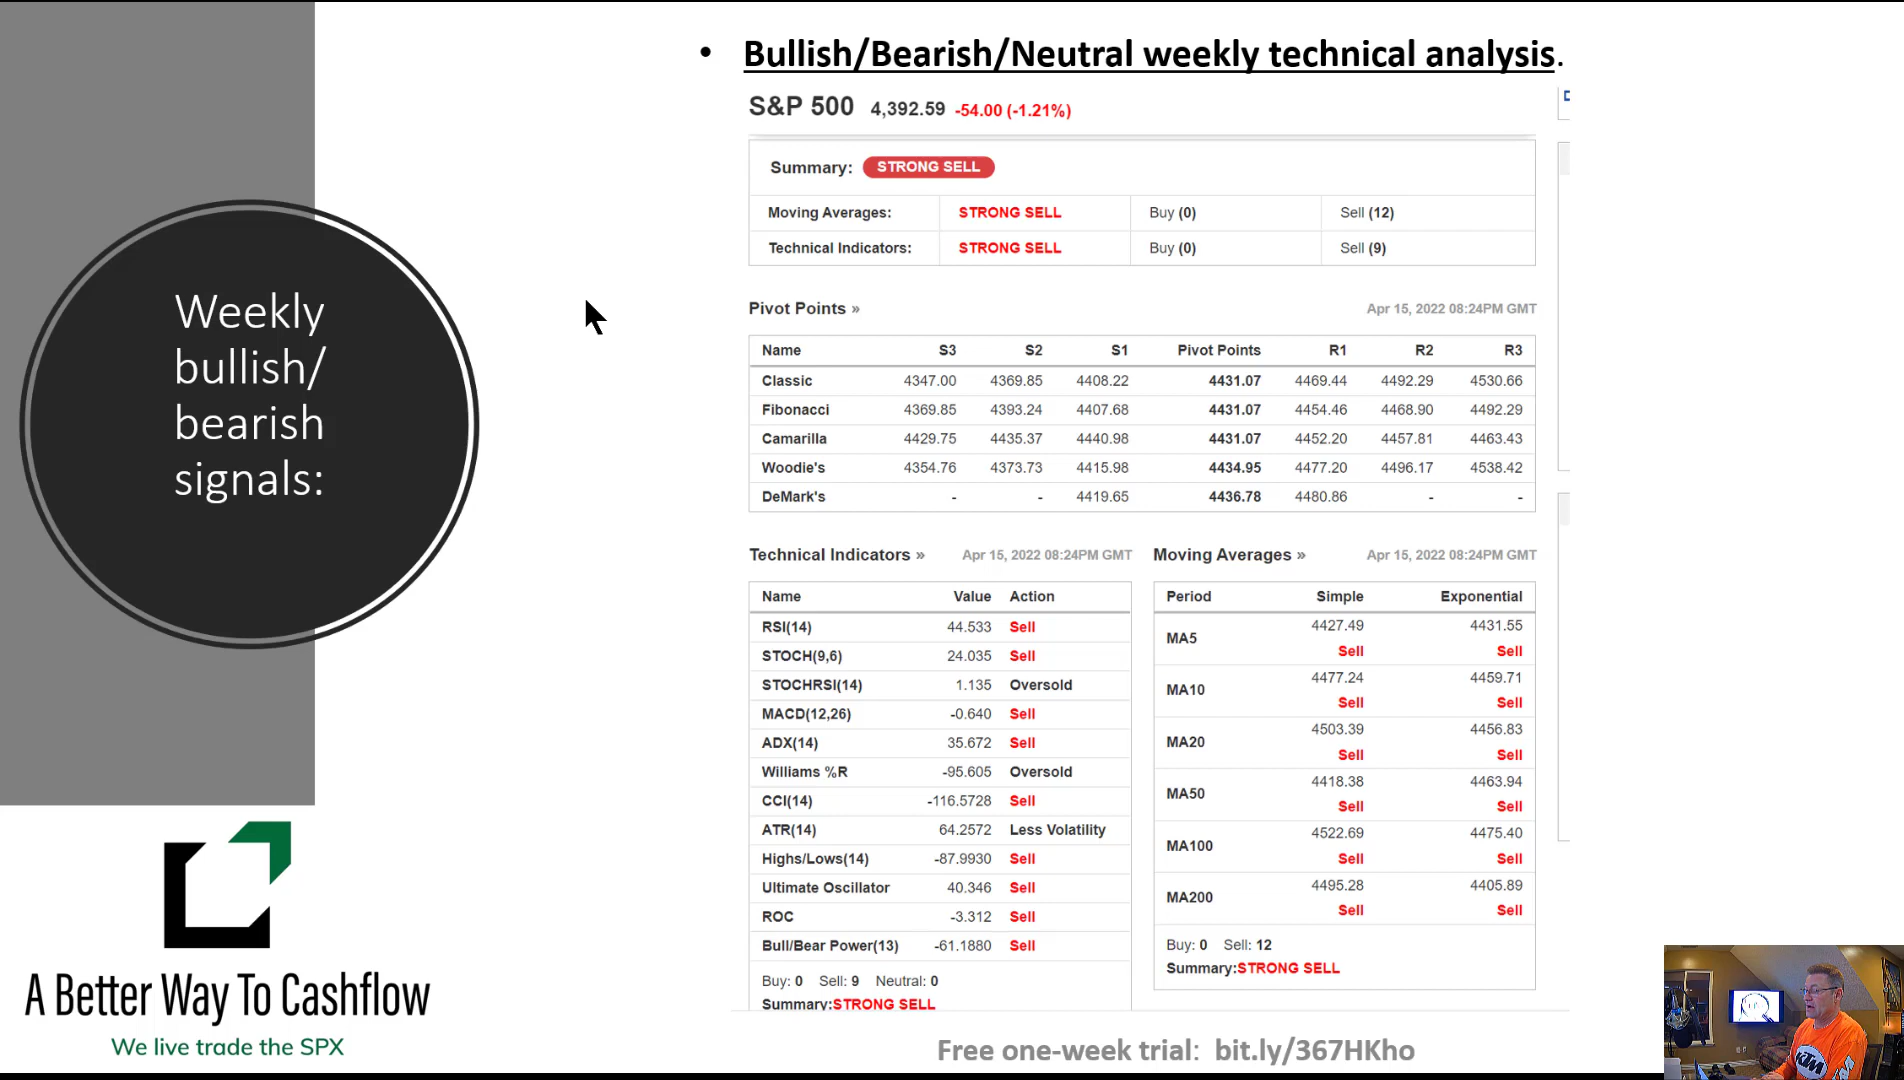 • Bullish/Bearish/Neutral weekly technical analysis.
S&P 500 4,392.59 -54.00 (-1.21%)
Summary: STRONG SELL
Moving Averages: STRONG SELL Buy (0) Sell (12)
Technical Indicators: STRONG SELL Buy (0) Sell (9)
Weekly
bullish/
bearish
signals:
Pivot Points » Apr 15, 2022 08:24PM GMT
Name S3 S2 S1 Pivot Points R1 R2 R3
Classic 4347.00 4369.85 4408.22 4431.07 4469.44 4492.29 4530.66
Fibonacci 4369.85 4393.24 4407.68 4431.07 4454.46 4468.90 4492.29
Camarilla 4429.75 4435.37 4440.98 4431.07 4452.20 4457.81 4463.43
Woodie's 4354.76 4373.73 4415.98 4434.95 4477.20 4496.17 4538.42
DeMark's - - 4419.65 4436.78 4480.86 - -
Technical Indicators » Apr 15, 2022 08:24PM GMT
Name Value Action
RSI(14) 44.533 Sell
STOCH(9,6) 24.035 Sell
STOCHRSI(14) 1.135 Oversold
MACD(12,26) -0.640 Sell
ADX(14) 35.672 Sell
Williams %R -95.605 Oversold
CCI(14) -116.5728 Sell
ATR(14) 64.2572 Less Volatility
Highs/Lows(14) -87.9930 Sell
Ultimate Oscillator 40.346 Sell
ROC -3.312 Sell
Bull/Bear Power(13) -61.1880 Sell
Buy: 0 Sell: 9 Neutral: 0
Summary:STRONG SELL
Moving Averages » Apr 15, 2022 08:24PM GMT
Period Simple Exponential
MA5 4427.49 4431.55
Sell Sell
MA10 4477.24 4459.71
Sell Sell
MA20 4503.39 4456.83
Sell Sell
MA50 4418.38 4463.94
Sell Sell
MA100 4522.69 4475.40
Sell Sell
MA200 4495.28 4405.89
Sell Sell
Buy: 0 Sell: 12
Summary:STRONG SELL
A Better Way To Cashflow
We live trade the SPX
Free one-week trial: bit.ly/367HKho
KTM